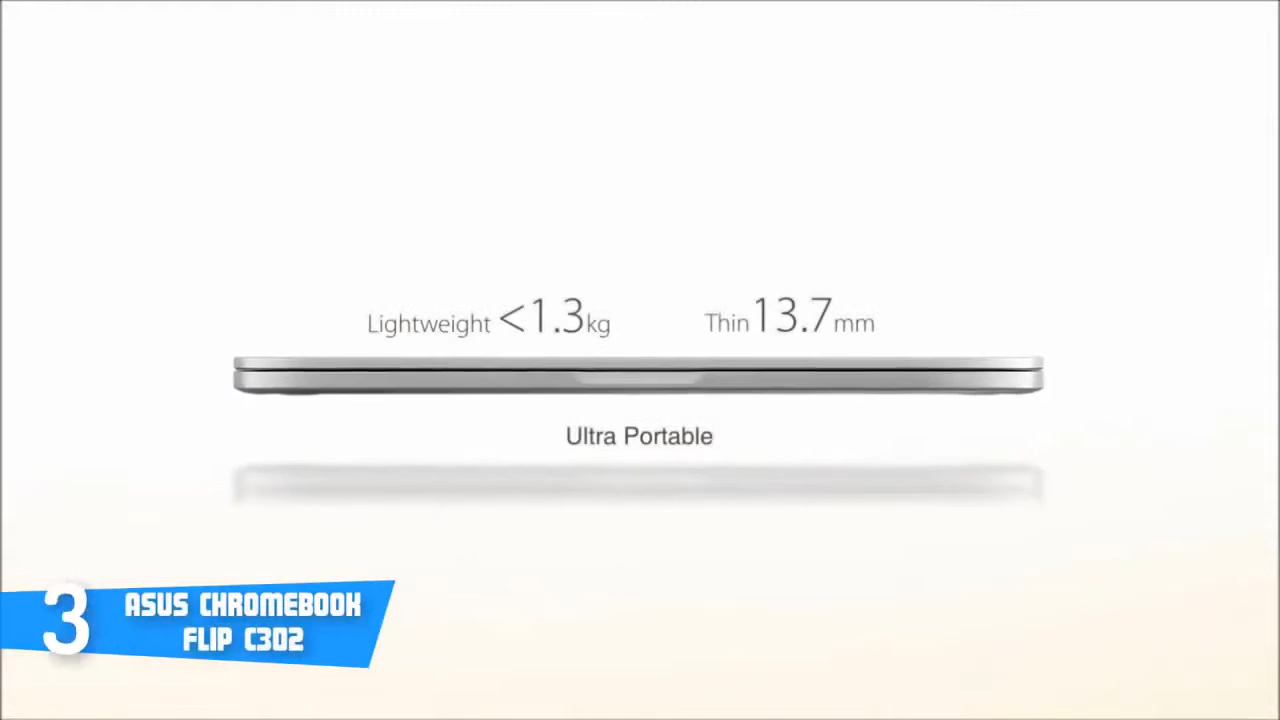 Lightweight <1.3kg Thin 13.7mm
Ultra Portable
3 ASUS CHROMEBOOK
FLIP C302